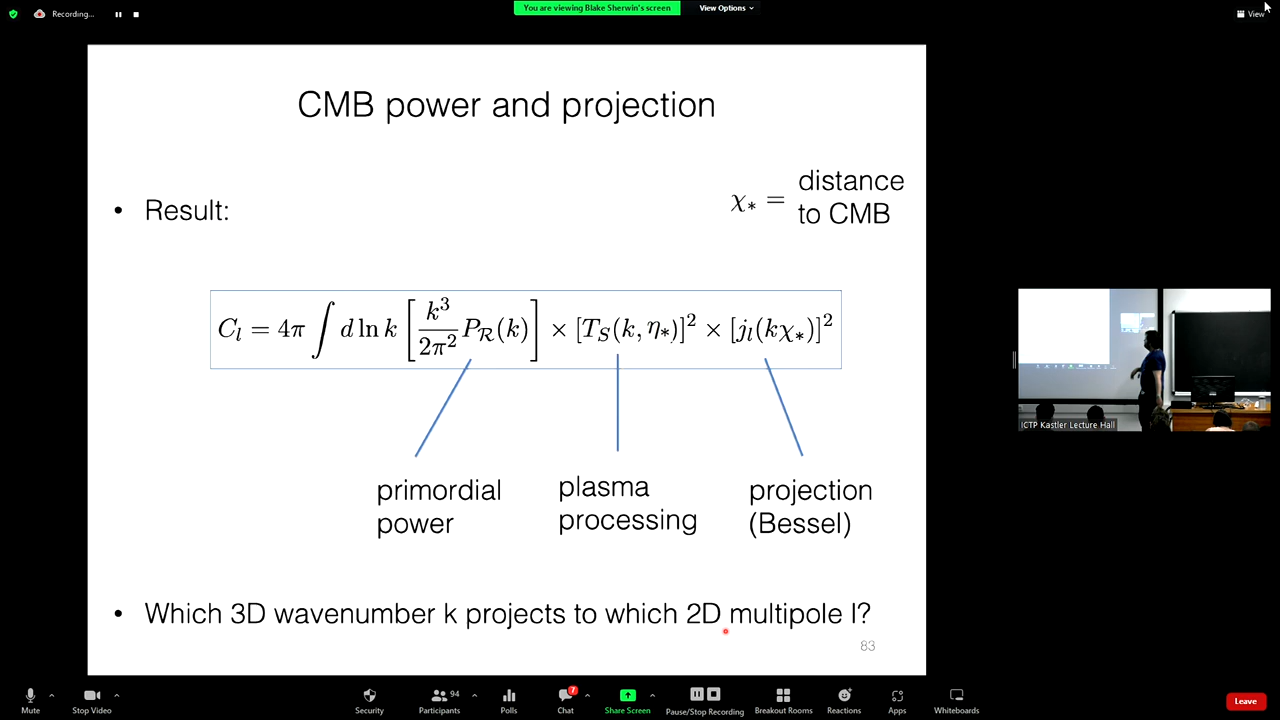 Recording...
You are viewing Blake Sherwin's screen
View Options
View
CMB power and projection
• Result:
χ* = distance to CMB
C_l = 4π ∫ d ln k [k³/2π² P_R(k)] × [T_S(k, η*)]² × [j_l(kχ*)]²
primordial power
plasma processing
projection (Bessel)
• Which 3D wavenumber k projects to which 2D multipole l?
83
ICTP Kastler Lecture Hall
Mute
Stop Video
Security
94
Participants
Polls
7
Chat
Share Screen
Pause/Stop Recording
Breakout Rooms
Reactions
Apps
Whiteboards
Leave